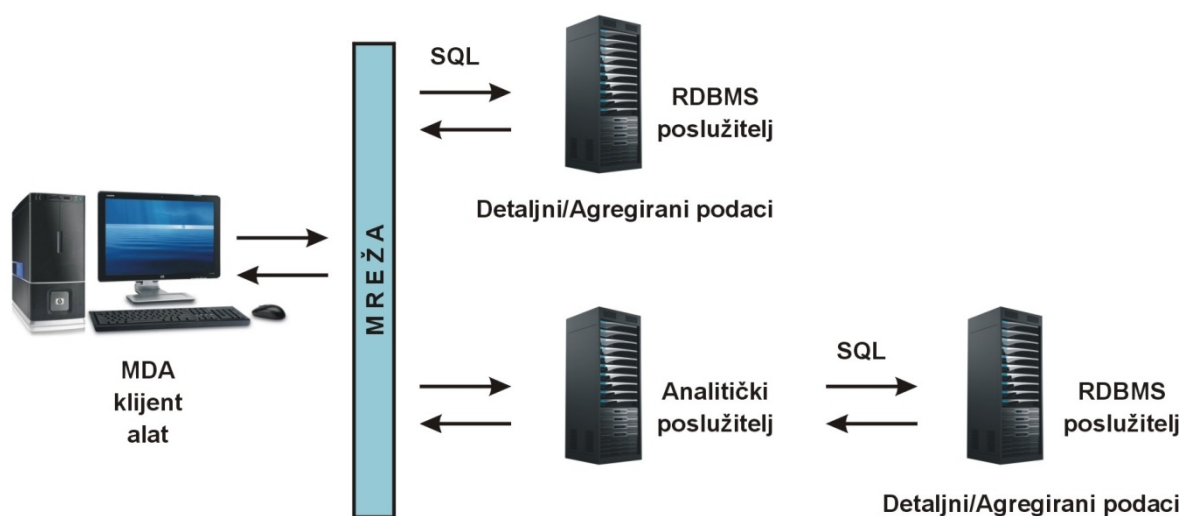 SQL
RDBMS
poslužitelj
Detaljni/Agregirani podaci
MREŽA
MDA
klijent
alat
Analitički
poslužitelj
SQL
RDBMS
poslužitelj
Detaljni/Agregirani podaci